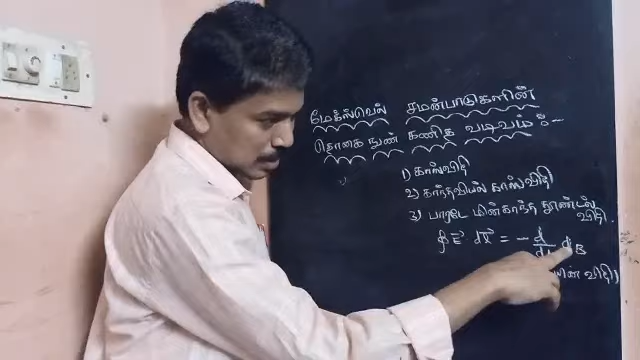 மேக்ஸ்வெல் சமன்பாடுகளின்
தொகை நுண் கணித வடிவம் :-
1) காஸ்விதி
2) காந்தவியல் காஸ்விதி
3) பாரடே மின்காந்த தூண்டல் விதி.
∮ E⃗ dl⃗ = - d/dt ϕB
விதி)